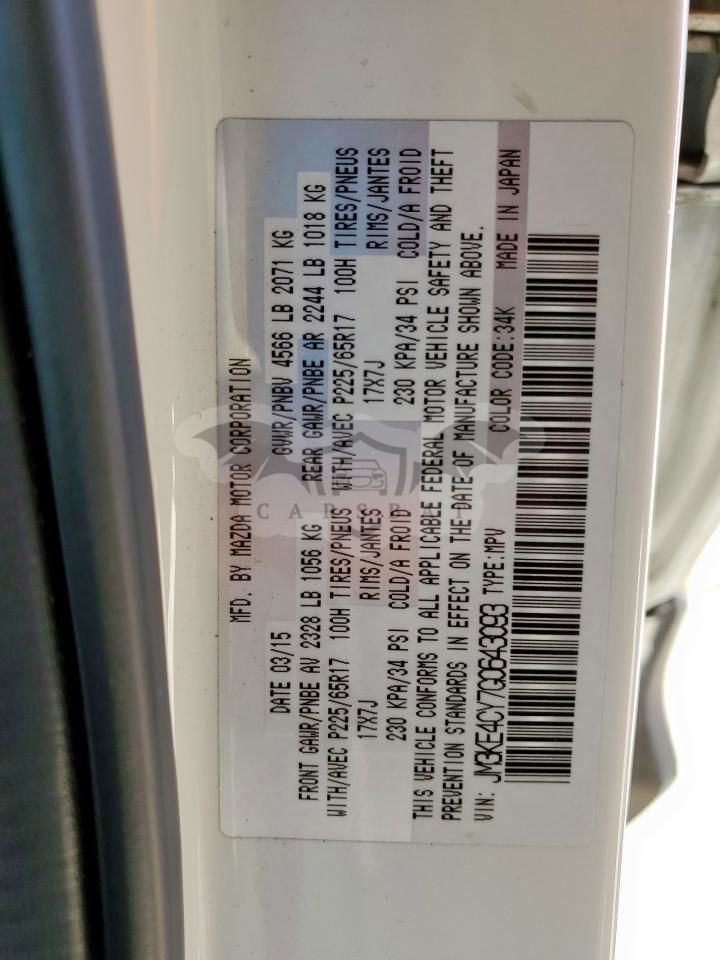 MFD. BY MAZDA MOTOR CORPORATION
DATE 03/15 GVWR/PNBV 4566 LB 2071 KG
FRONT GAWR/PNBE AV 2328 LB 1056 KG REAR GAWR/PNBE AR 2244 LB 1018 KG
WITH/AVEC P225/65R17 100H TIRES/PNEUS WITH/AVEC P225/65R17 100H TIRES/PNEUS
17X7J RIMS/JANTES 17X7J RIMS/JANTES
230 KPA/34 PSI COLD/A FROID 230 KPA/34 PSI COLD/A FROID
THIS VEHICLE CONFORMS TO ALL APPLICABLE FEDERAL MOTOR VEHICLE SAFETY AND THEFT
PREVENTION STANDARDS IN EFFECT ON THE DATE OF MANUFACTURE SHOWN ABOVE.
VIN: JM3KE4CY7G0643093 TYPE:MPV COLOR CODE:34K MADE IN JAPAN